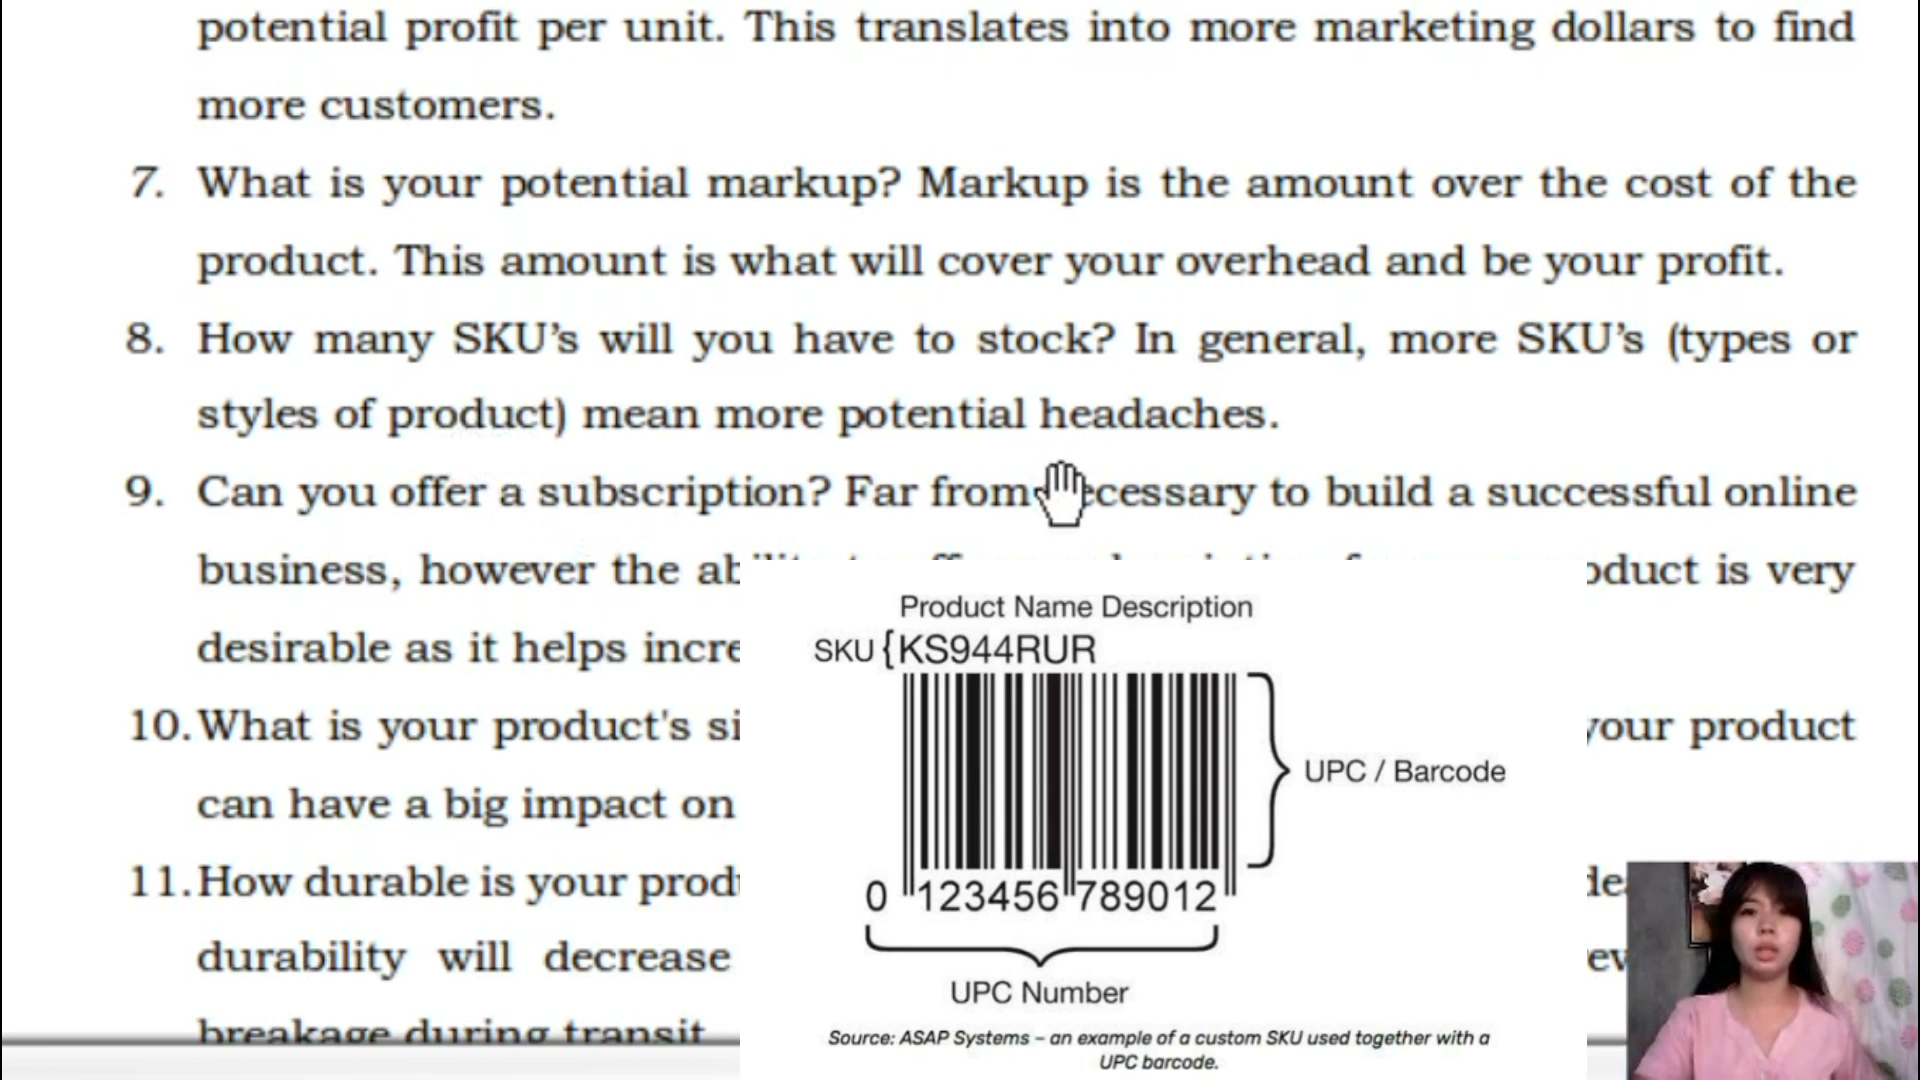 potential profit per unit. This translates into more marketing dollars to find
more customers.
7. What is your potential markup? Markup is the amount over the cost of the
product. This amount is what will cover your overhead and be your profit.
8. How many SKU's will you have to stock? In general, more SKU's (types or
styles of product) mean more potential headaches.
9. Can you offer a subscription? Far from to build a successful online
business, however the product is very
desirable as it helps
10. What is your product's your product
can have a big impact on
11. How durable is your
durability will decrease
breakage during transit
Product Name Description
SKU {KS944RUR
UPC / Barcode
0 123456 789012
UPC Number
Source: ASAP Systems – an example of a custom SKU used together with a
UPC barcode.